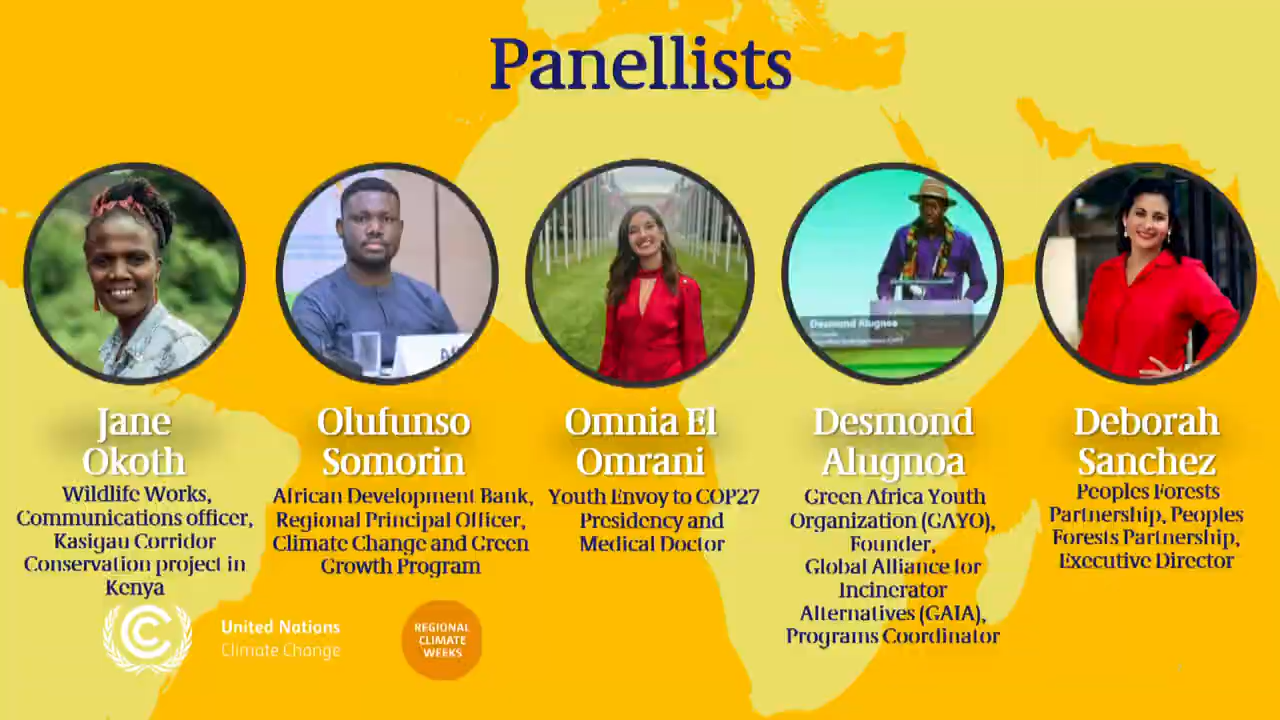 Panellists
Jane
Okoth
Wildlife Works,
Communications officer,
Kasigau Corridor
Conservation project in
Kenya
Olufunso
Somorin
African Development Bank,
Regional Principal Officer,
Climate Change and Green
Growth Program
Omnia El
Omrani
Youth Envoy to COP27
Presidency and
Medical Doctor
Desmond Alugnoa
Desmond
Alugnoa
Green Africa Youth
Organization (GAYO),
Founder,
Global Alliance for
Incinerator
Alternatives (GAIA),
Programs Coordinator
Deborah
Sanchez
Peoples Forests
Partnership, Peoples
Forests Partnership,
Executive Director
United Nations
Climate Change
REGIONAL
CLIMATE
WEEKS